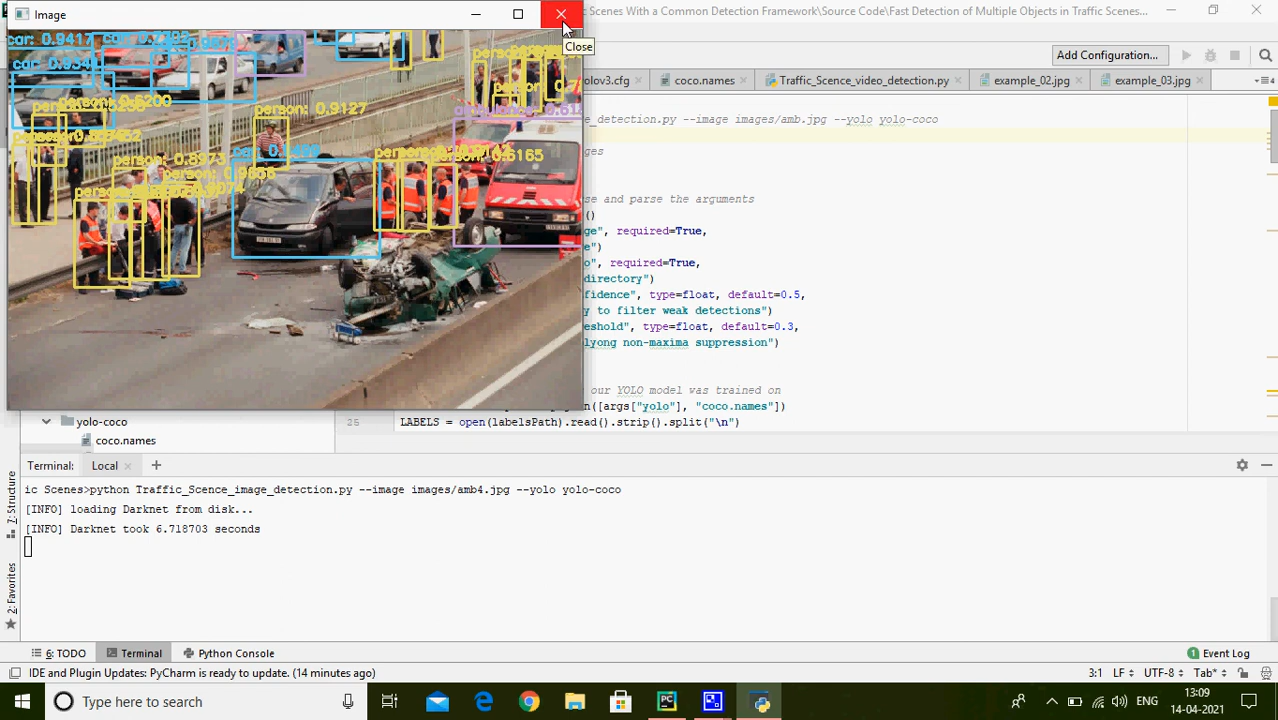 Image
Scenes With a Common Detection Framework\Source Code\Fast Detection of Multiple Objects in Traffic Scenes...
Close
Add Configuration...
olov3.cfg
coco.names
Traffic_Scence_video_detection.py
example_02.jpg
example_03.jpg
car: 0.9417
person: 0.9127
person: 0.8973
e_detection.py --image images/amb.jpg --yolo yolo-coco
ges
se and parse the arguments
()
ge", required=True,
e")
o", required=True,
directory")
fidence", type=float, default=0.5,
ty to filter weak detections")
eshold", type=float, default=0.3,
lyong non-maxima suppression")
our YOLO model was trained on
([args["yolo"], "coco.names"])
25 LABELS = open(labelsPath).read().strip().split("\n")
yolo-coco
coco.names
Terminal: Local
ic Scenes>python Traffic_Scence_image_detection.py --image images/amb4.jpg --yolo yolo-coco
[INFO] loading Darknet from disk...
[INFO] Darknet took 6.718703 seconds
Z: Structure
2: Favorites
6: TODO
Terminal
Python Console
1 Event Log
IDE and Plugin Updates: PyCharm is ready to update. (14 minutes ago)
3:1 LF UTF-8 Tab*
Type here to search
ENG
13:09
14-04-2021